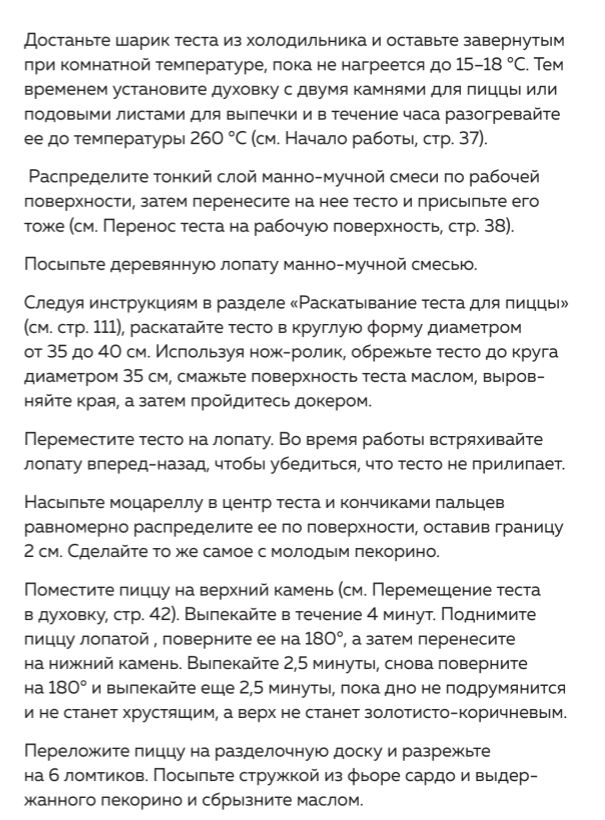 Достаньте шарик теста из холодильника и оставьте завернутым
при комнатной температуре, пока не нагреется до 15–18 °С. Тем
временем установите духовку с двумя камнями для пиццы или
подовыми листами для выпечки и в течение часа разогревайте
ее до температуры 260 °С (см. Начало работы, стр. 37).
Распределите тонкий слой манно-мучной смеси по рабочей
поверхности, затем перенесите на нее тесто и присыпьте его
тоже (см. Перенос теста на рабочую поверхность, стр. 38).
Посыпьте деревянную лопату манно-мучной смесью.
Следуя инструкциям в разделе «Раскатывание теста для пиццы»
(см. стр. 111), раскатайте тесто в круглую форму диаметром
от 35 до 40 см. Используя нож-ролик, обрежьте тесто до круга
диаметром 35 см, смажьте поверхность теста маслом, выров-
няйте края, а затем пройдитесь докером.
Переместите тесто на лопату. Во время работы встряхивайте
лопату вперед-назад, чтобы убедиться, что тесто не прилипает.
Насыпьте моцареллу в центр теста и кончиками пальцев
равномерно распределите ее по поверхности, оставив границу
2 см. Сделайте то же самое с молодым пекорино.
Поместите пиццу на верхний камень (см. Перемещение теста
в духовку, стр. 42). Выпекайте в течение 4 минут. Поднимите
пиццу лопатой , поверните ее на 180°, а затем перенесите
на нижний камень. Выпекайте 2,5 минуты, снова поверните
на 180° и выпекайте еще 2,5 минуты, пока дно не подрумянится
и не станет хрустящим, а верх не станет золотисто-коричневым.
Переложите пиццу на разделочную доску и разрежьте
на 6 ломтиков. Посыпьте стружкой из фьоре сардо и выдер-
жанного пекорино и сбрызните маслом.